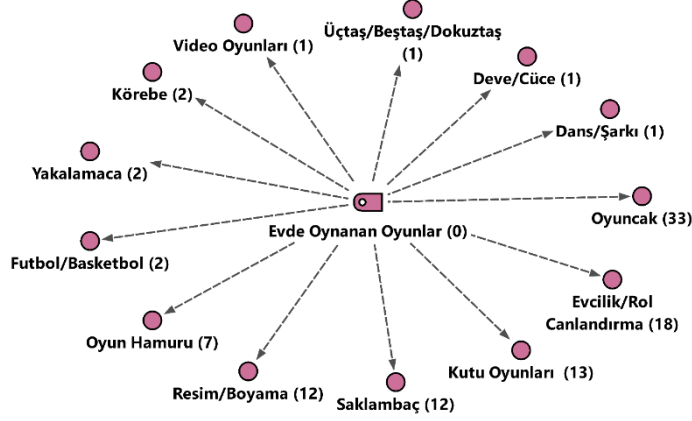 Üçtaş/Beştaş/Dokuztaş
(1)
Video Oyunları (1)
Deve/Cüce (1)
Körebe (2)
Dans/Şarkı (1)
Yakalamaca (2)
Oyuncak (33)
Evde Oynanan Oyunlar (0)
Futbol/Basketbol (2)
Evcilik/Rol
Canlandırma (18)
Oyun Hamuru (7)
Kutu Oyunları (13)
Resim/Boyama (12)
Saklambaç (12)